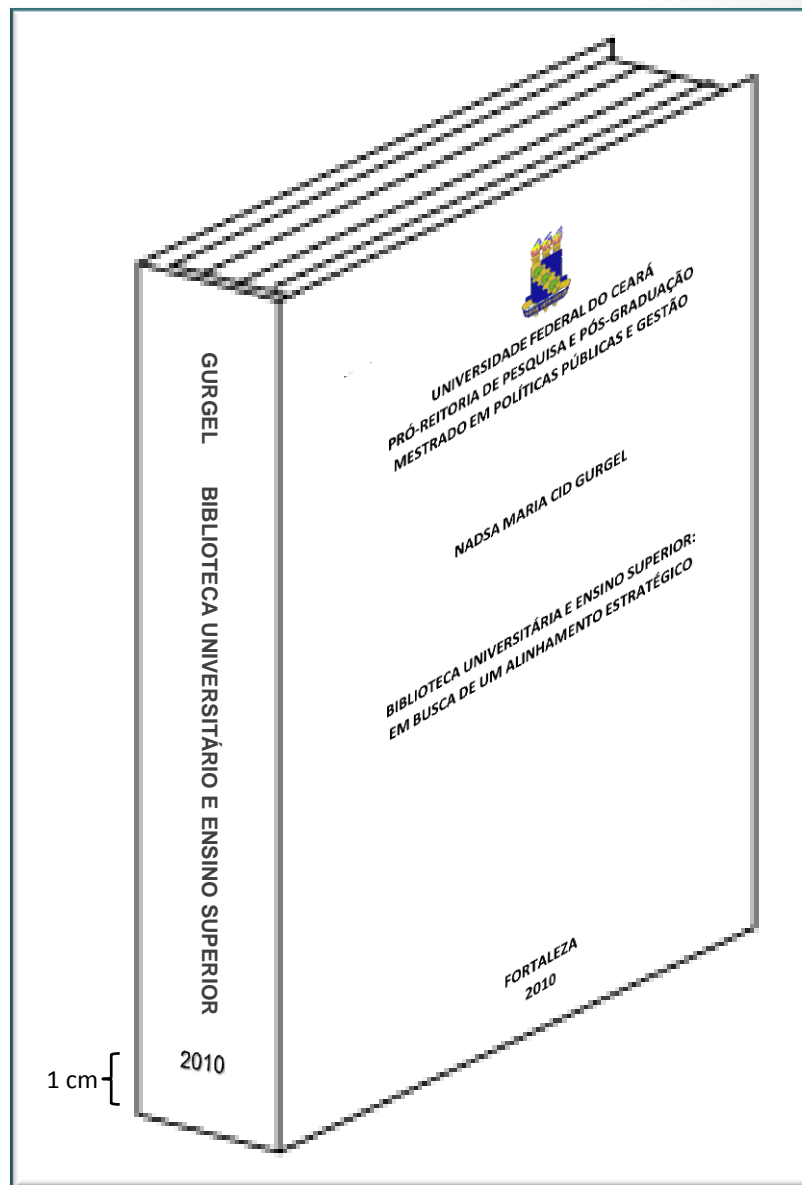 UNIVERSIDADE FEDERAL DO CEARÁ
PRÓ-REITORIA DE PESQUISA E PÓS-GRADUAÇÃO
MESTRADO EM POLÍTICAS PÚBLICAS E GESTÃO
NADSA MARIA CID GURGEL
BIBLIOTECA UNIVERSITÁRIA E ENSINO SUPERIOR:
EM BUSCA DE UM ALINHAMENTO ESTRATÉGICO
FORTALEZA
2010
GURGEL BIBLIOTECA UNIVERSITÁRIO E ENSINO SUPERIOR
2010
1 cm